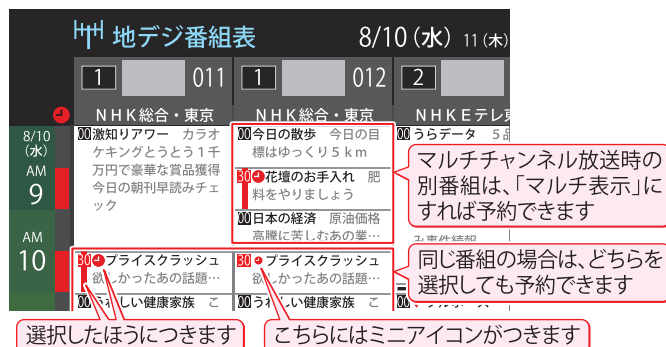 地デジ番組表 8/10(水) 11(木)
1 011 1 012 2
NHK総合・東京 NHK総合・東京 NHKEテレ東
8/10
(水)
AM
9
AM
10
00激知りアワー カラオ
ケキングとうとう1千
万円で豪華な賞品獲得
今日の朝刊早読みチェ
ック
30プライスクラッシュ
欲しかったあの話題…
00うれしい健康家族 こ
00今日の散歩 今日の目
標はゆっくり5km
30花壇のお手入れ 肥
料をやりましょう
00日本の経済 原油価格
高騰に苦しむあの業…
30プライスクラッシュ
欲しかったあの話題…
00うれしい健康家族 こ
00うらデータ 5
み事件情報
00
マルチチャンネル放送時の
別番組は、「マルチ表示」に
すれば予約できます
同じ番組の場合は、どちらを
選択しても予約できます
選択したほうにつきます
こちらにはミニアイコンがつきます